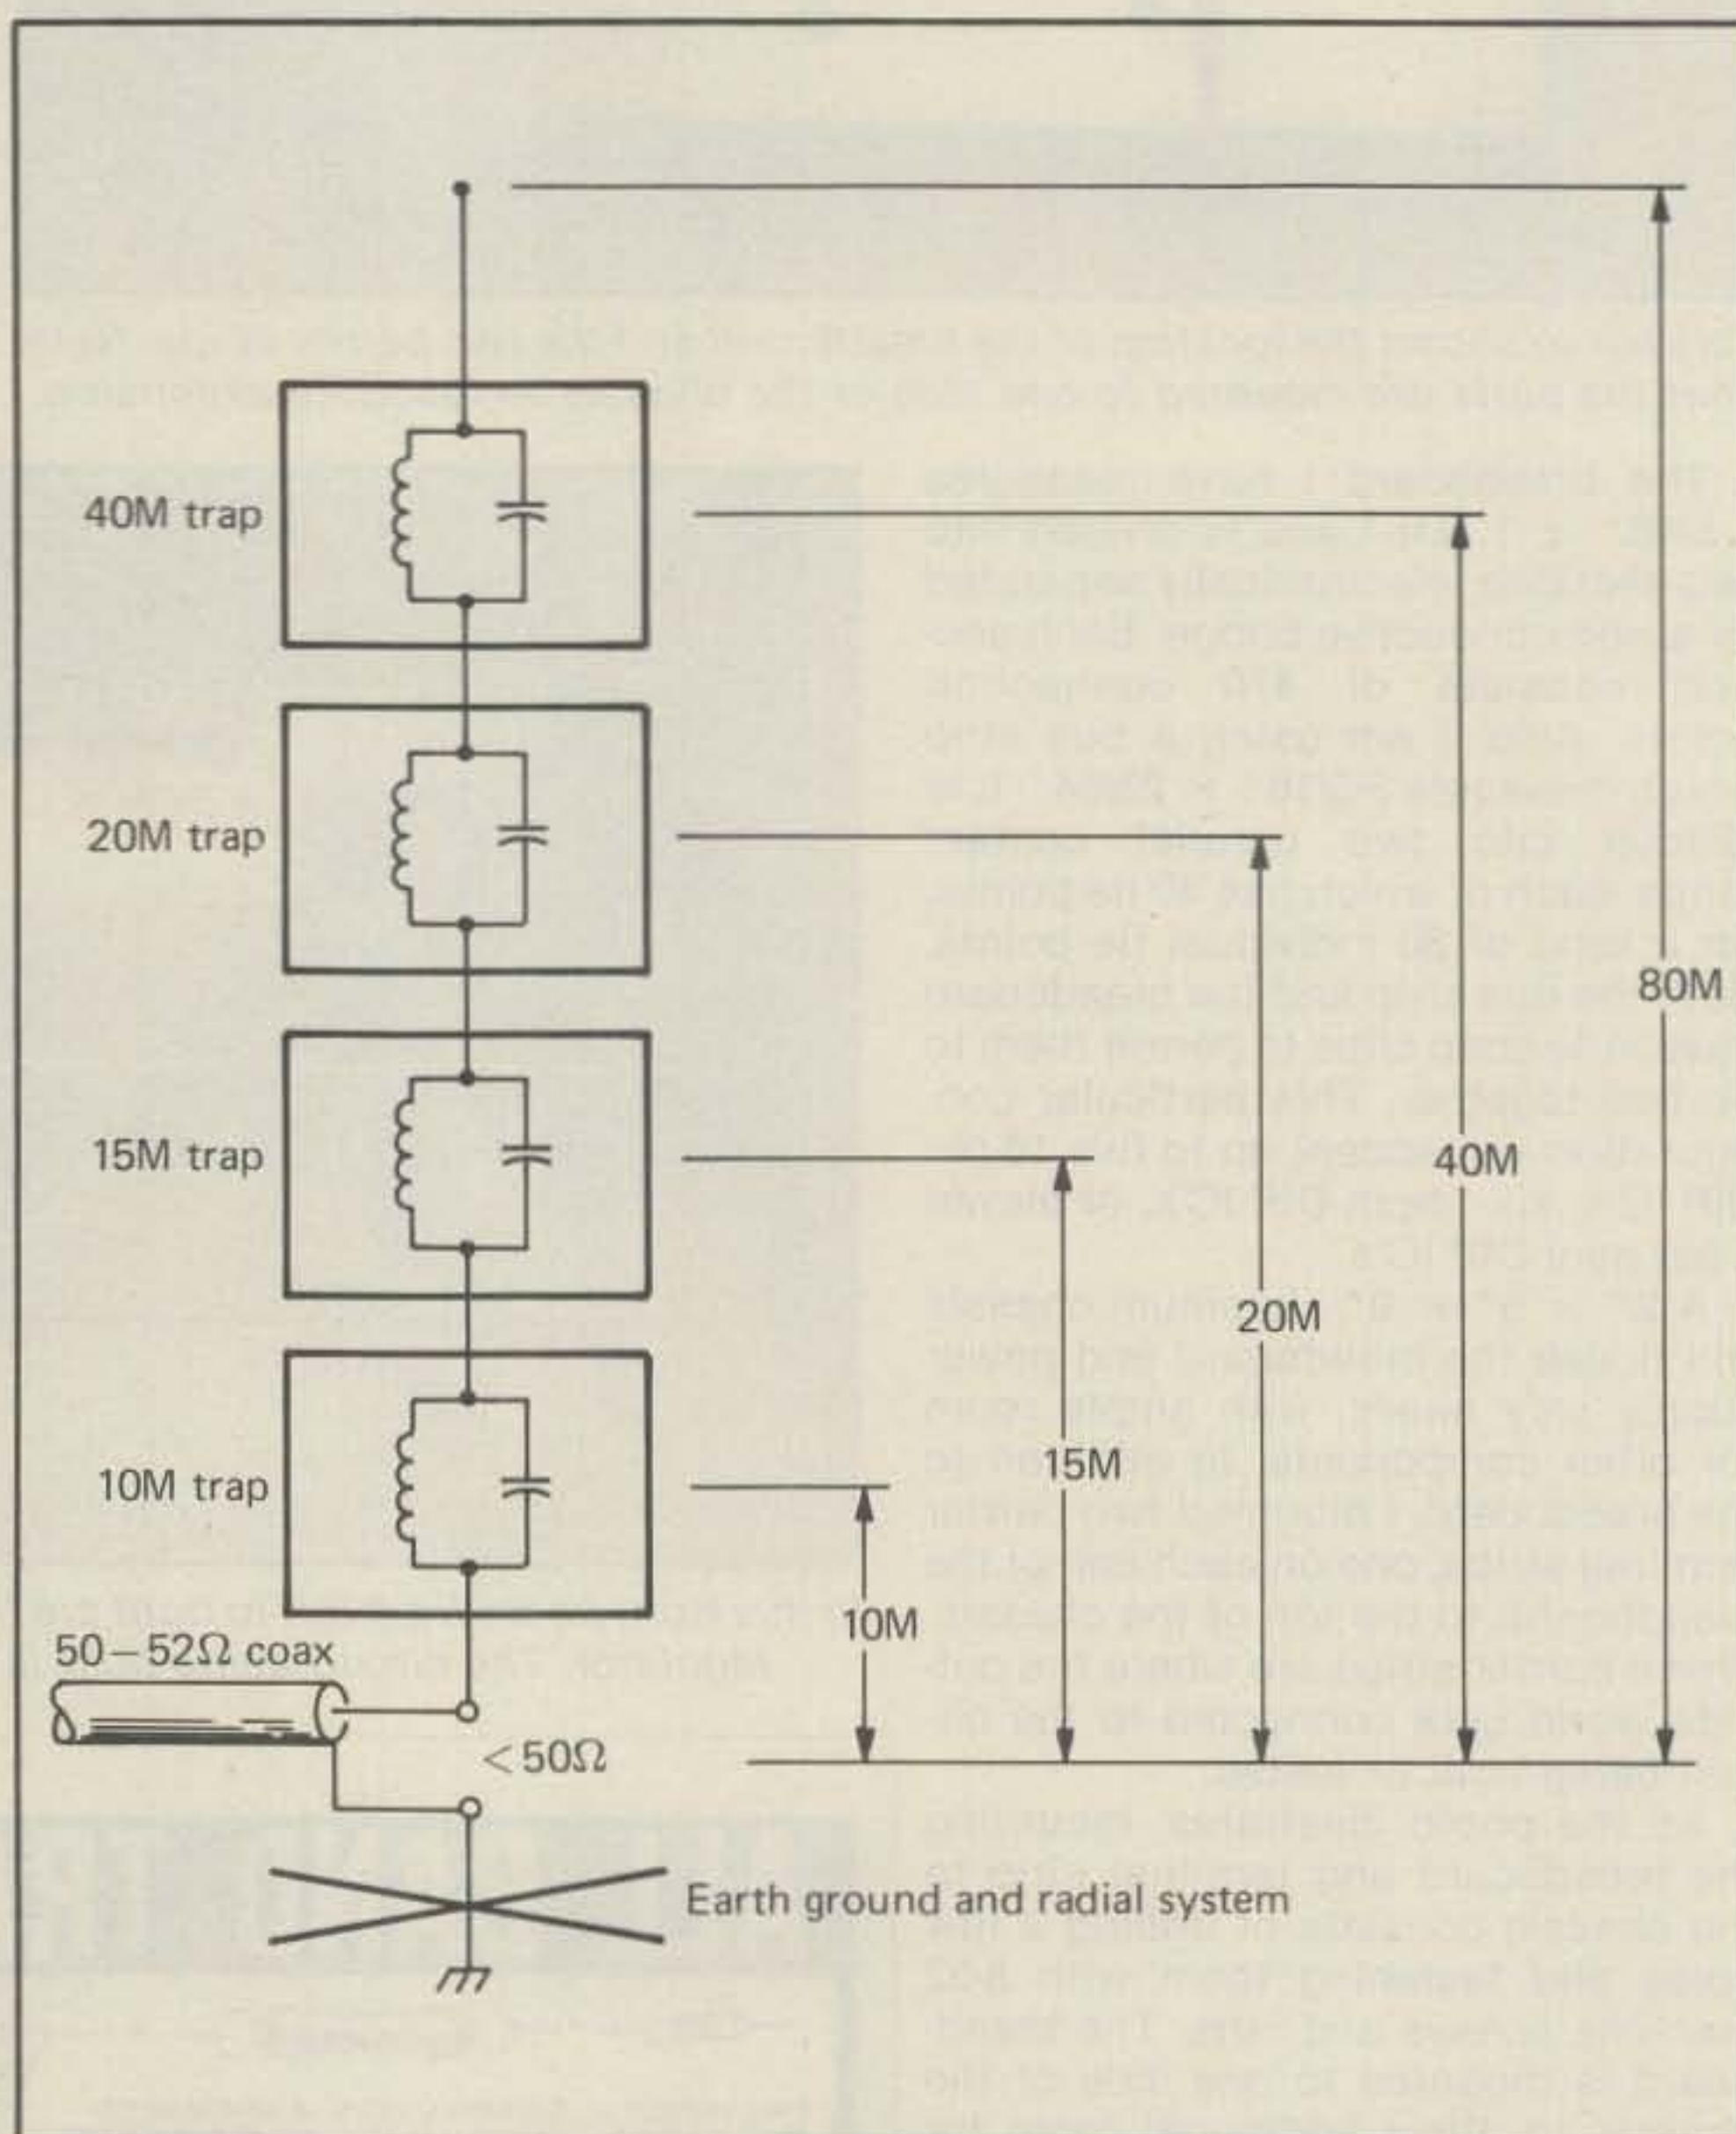 40M trap
20M trap
80M
15M trap
40M
20M
15M
10M trap
10M
50–52Ω coax
<50Ω
Earth ground and radial system